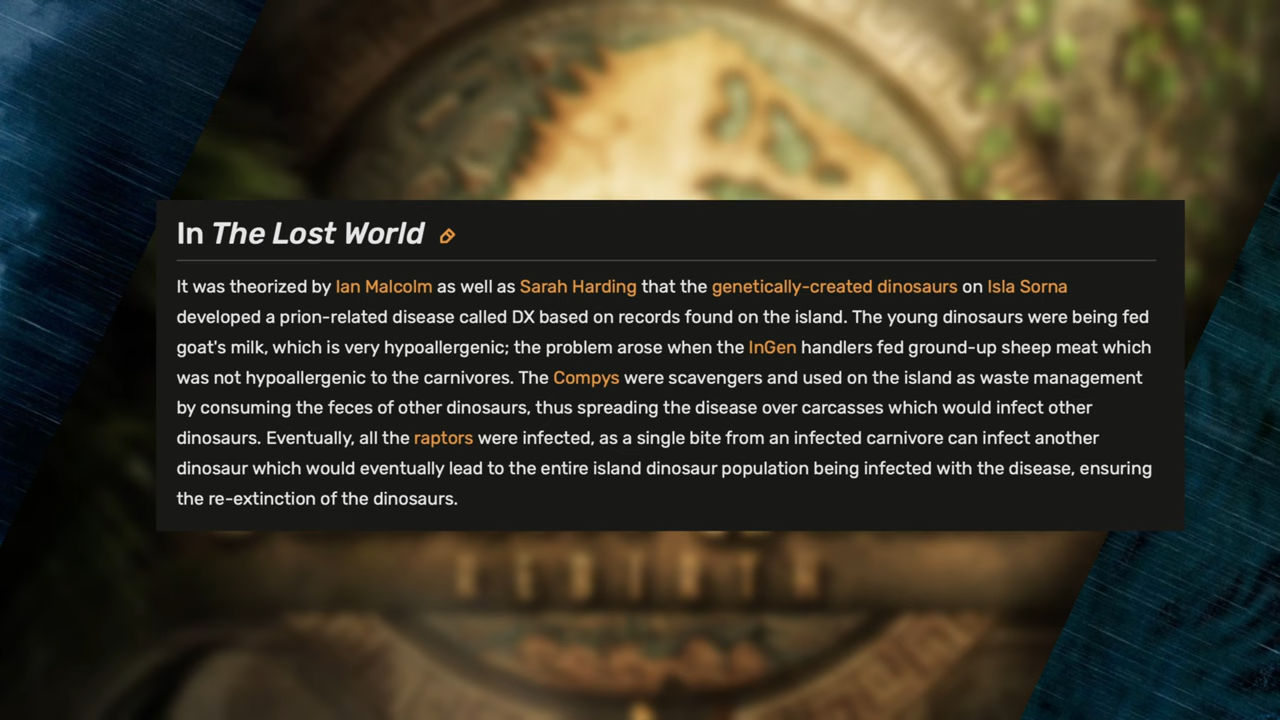 In The Lost World
It was theorized by Ian Malcolm as well as Sarah Harding that the genetically-created dinosaurs on Isla Sorna
developed a prion-related disease called DX based on records found on the island. The young dinosaurs were being fed
goat's milk, which is very hypoallergenic; the problem arose when the InGen handlers fed ground-up sheep meat which
was not hypoallergenic to the carnivores. The Compys were scavengers and used on the island as waste management
by consuming the feces of other dinosaurs, thus spreading the disease over carcasses which would infect other
dinosaurs. Eventually, all the raptors were infected, as a single bite from an infected carnivore can infect another
dinosaur which would eventually lead to the entire island dinosaur population being infected with the disease, ensuring
the re-extinction of the dinosaurs.
REBIRTH